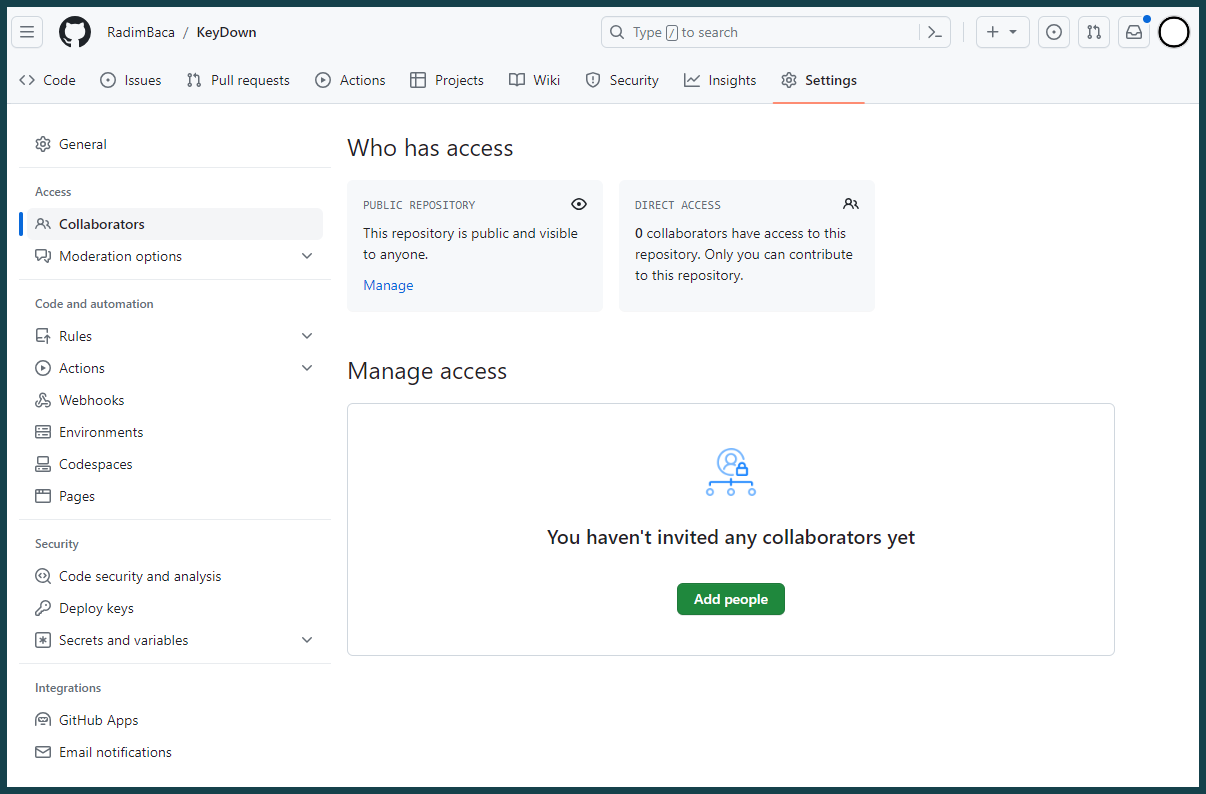 RadimBaca / KeyDown
Type / to search
Code Issues Pull requests Actions Projects Wiki Security Insights Settings
General
Access
Collaborators
Moderation options
Code and automation
Rules
Actions
Webhooks
Environments
Codespaces
Pages
Security
Code security and analysis
Deploy keys
Secrets and variables
Integrations
GitHub Apps
Email notifications
Who has access
PUBLIC REPOSITORY
This repository is public and visible
to anyone.
Manage
DIRECT ACCESS
0 collaborators have access to this
repository. Only you can contribute
to this repository.
Manage access
You haven't invited any collaborators yet
Add people